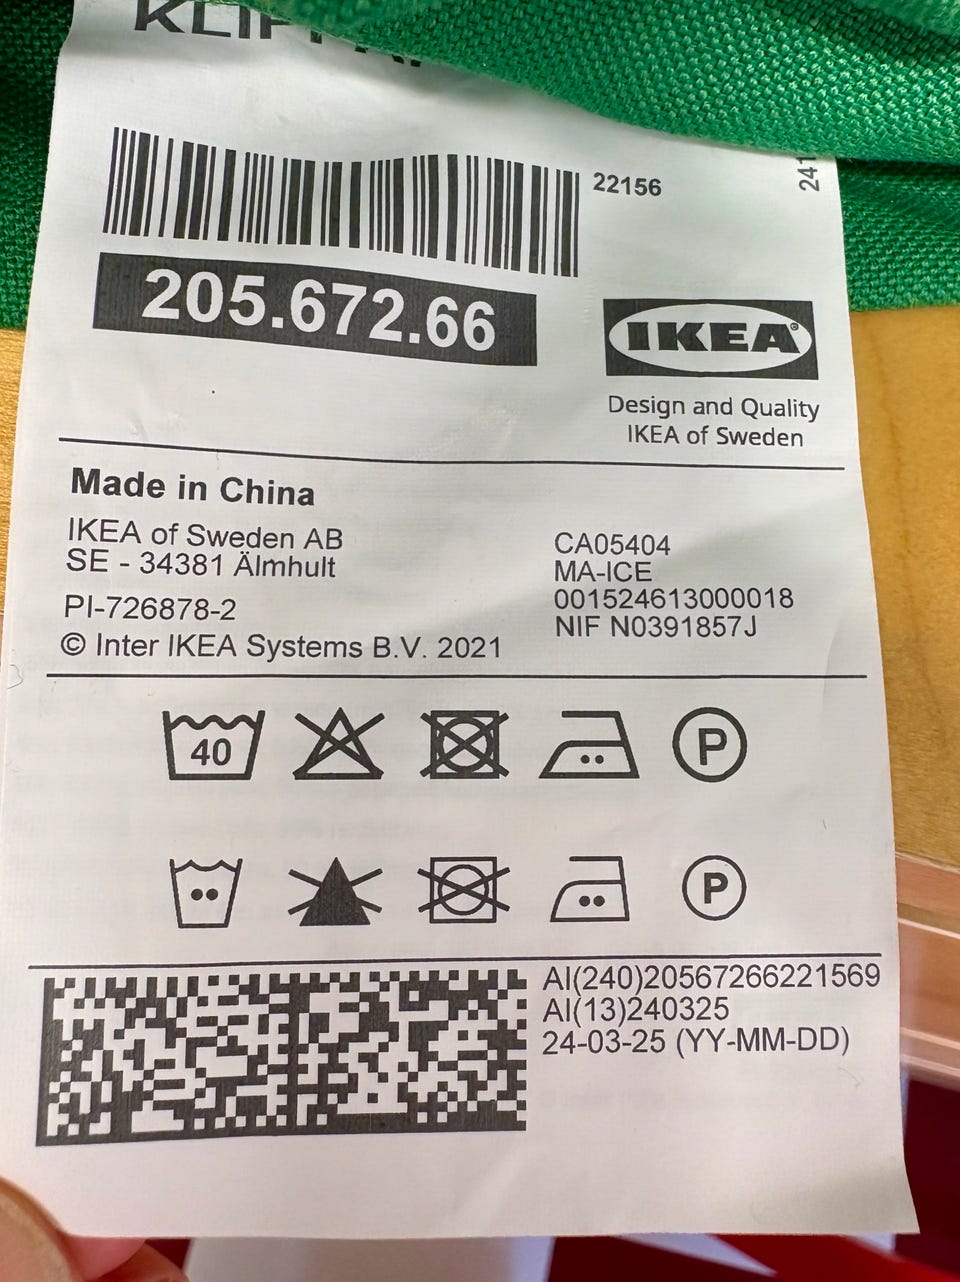 22156
241
205.672.66
IKEA®
Design and Quality
IKEA of Sweden
Made in China
IKEA of Sweden AB
SE - 34381 Älmhult
PI-726878-2
© Inter IKEA Systems B.V. 2021
CA05404
MA-ICE
001524613000018
NIF N0391857J
40
P
P
AI(240)20567266221569
AI(13)240325
24-03-25 (YY-MM-DD)